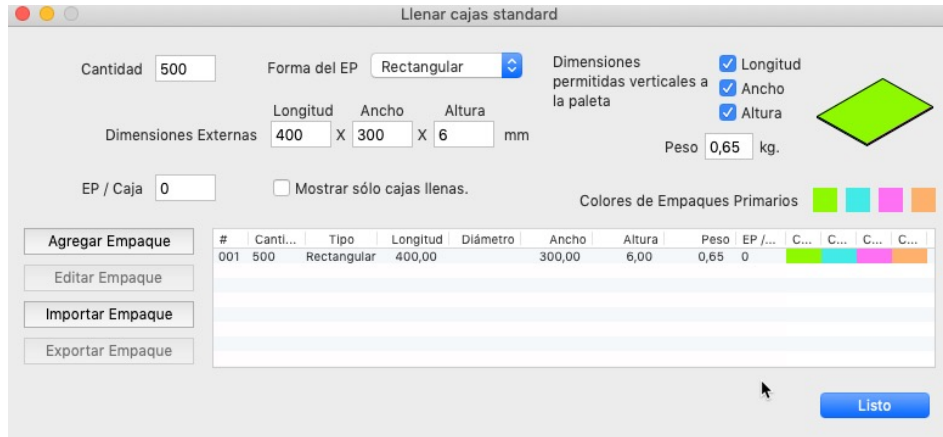 Llenar cajas standard
Cantidad 500
Forma del EP Rectangular
Dimensiones
permitidas verticales a
la paleta
Longitud
Ancho
Altura
Longitud Ancho Altura
Dimensiones Externas 400 X 300 X 6 mm
Peso 0,65 kg.
EP / Caja 0
Mostrar sólo cajas llenas.
Colores de Empaques Primarios
Agregar Empaque
Editar Empaque
Importar Empaque
Exportar Empaque
# Canti... Tipo Longitud Diámetro Ancho Altura Peso EP /... C... C... C... C...
001 500 Rectangular 400,00 300,00 6,00 0,65 0
Listo